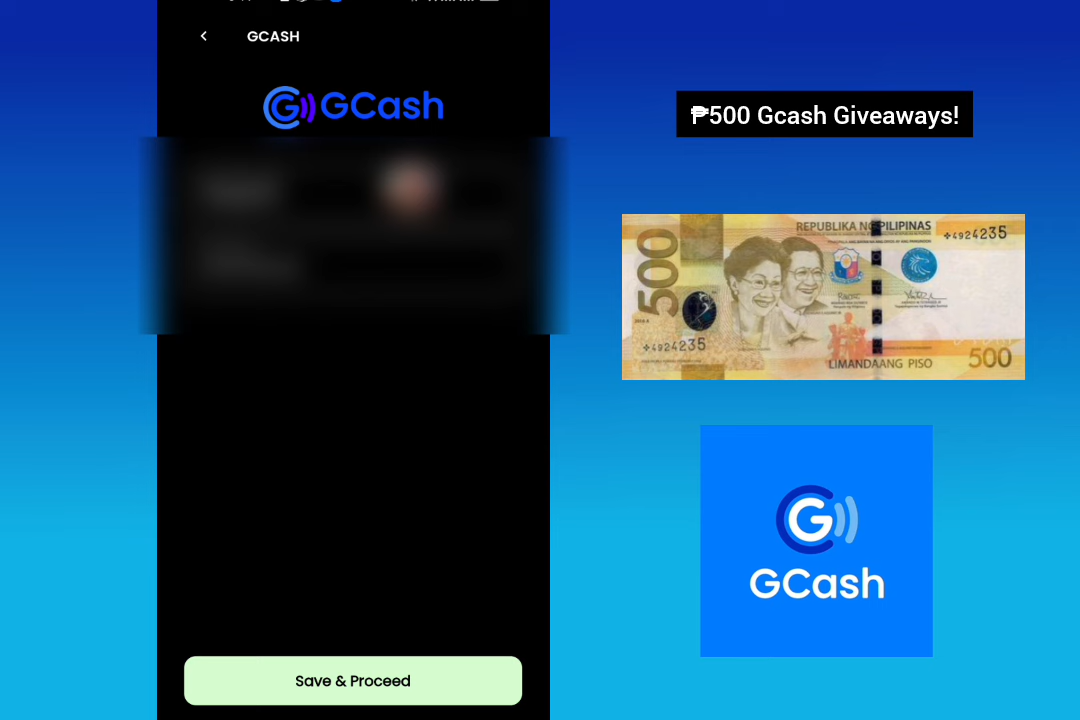 GCASH
GCash
₱500 Gcash Giveaways!
REPUBLIKA NG PILIPINAS
4924235
500
4924235
LIMANDAANG PISO
500
GCash
Save & Proceed